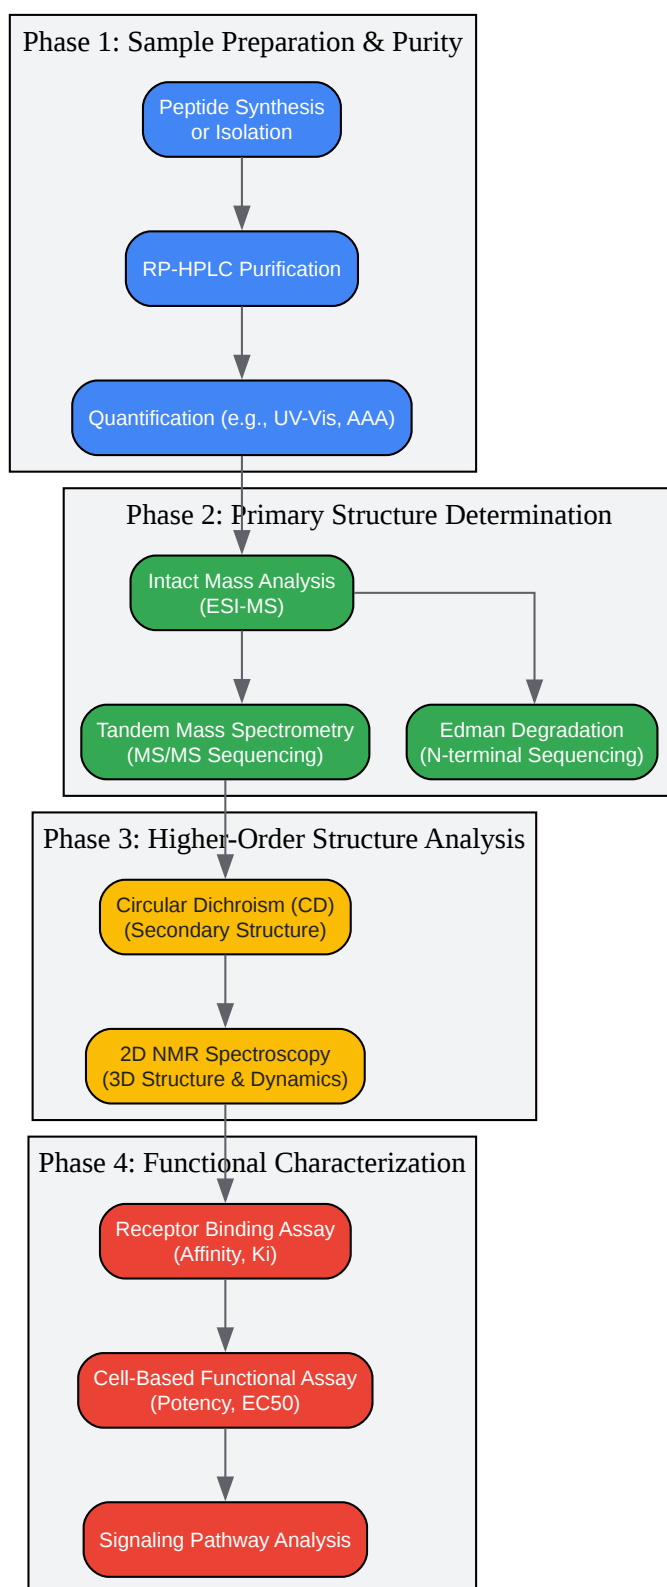 Phase 1: Sample Preparation & Purity
Peptide Synthesis
or Isolation
RP-HPLC Purification
Quantification (e.g., UV-Vis, AAA)
Phase 2: Primary Structure Determination
Intact Mass Analysis
(ESI-MS)
Tandem Mass Spectrometry
(MS/MS Sequencing)
Edman Degradation
(N-terminal Sequencing)
Phase 3: Higher-Order Structure Analysis
Circular Dichroism (CD)
(Secondary Structure)
2D NMR Spectroscopy
(3D Structure & Dynamics)
Phase 4: Functional Characterization
Receptor Binding Assay
(Affinity, Ki)
Cell-Based Functional Assay
(Potency, EC50)
Signaling Pathway Analysis